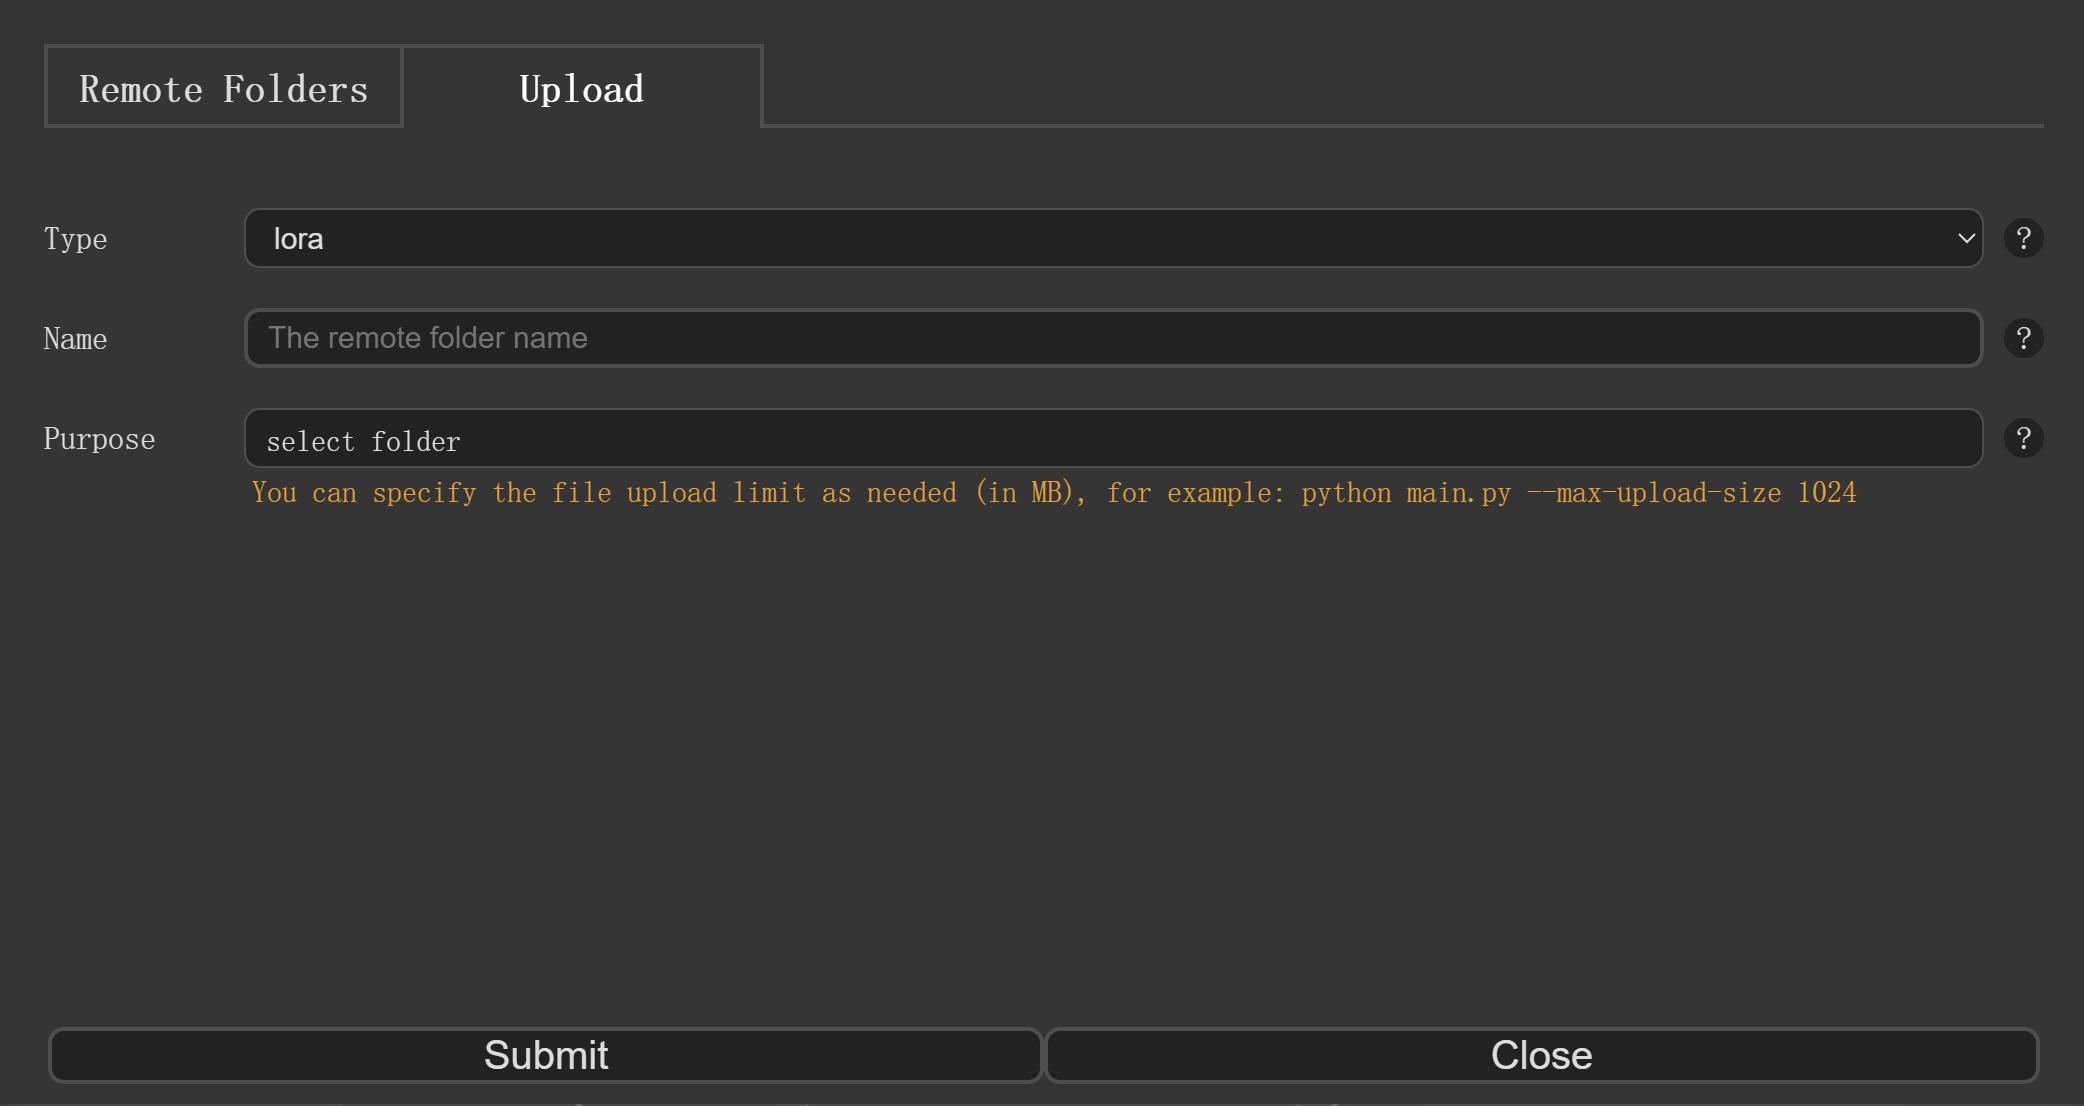 Remote Folders
Upload
Type
lora
?
Name
The remote folder name
?
Purpose
select folder
?
You can specify the file upload limit as needed (in MB), for example: python main.py --max-upload-size 1024
Submit
Close